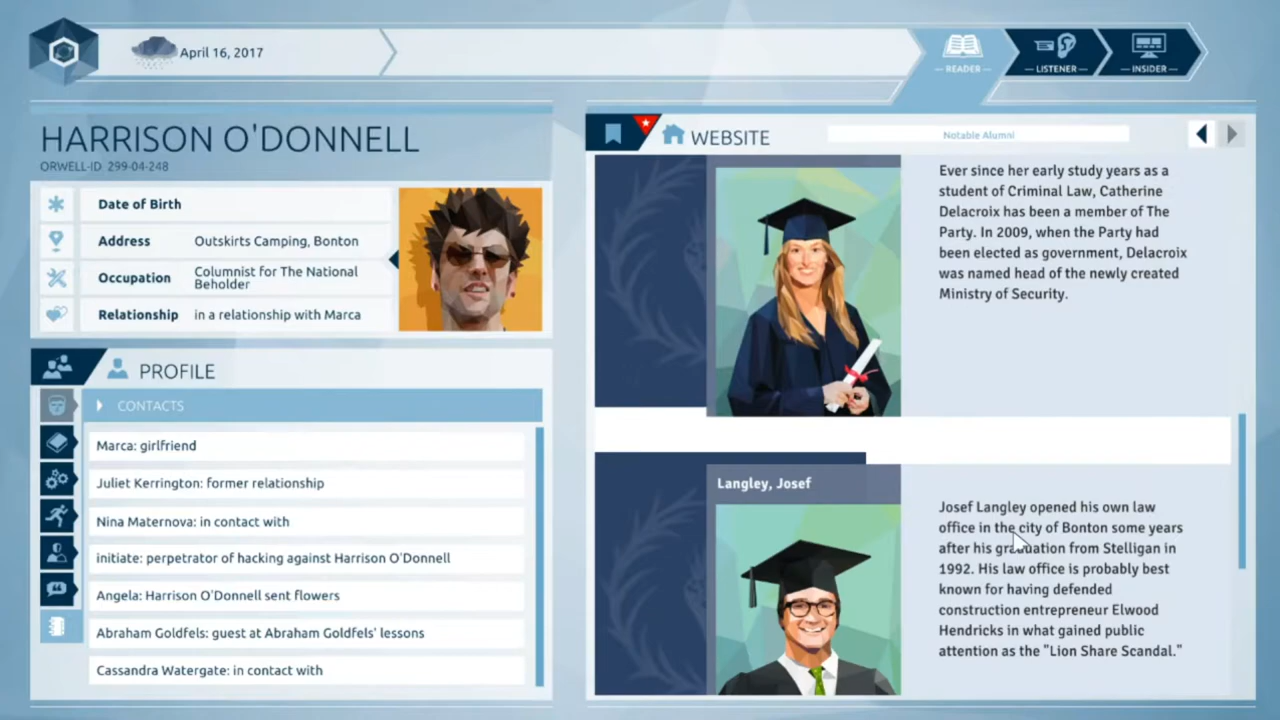 April 16, 2017
— READER —
— LISTENER —
— INSIDER —
HARRISON O'DONNELL
ORWELL-ID 299-04-248
Date of Birth
Address Outskirts Camping, Bonton
Occupation Columnist for The National
Beholder
Relationship in a relationship with Marca
PROFILE
CONTACTS
Marca: girlfriend
Juliet Kerrington: former relationship
Nina Maternova: in contact with
initiate: perpetrator of hacking against Harrison O'Donnell
Angela: Harrison O'Donnell sent flowers
Abraham Goldfels: guest at Abraham Goldfels' lessons
Cassandra Watergate: in contact with
WEBSITE
Notable Alumni
Ever since her early study years as a
student of Criminal Law, Catherine
Delacroix has been a member of The
Party. In 2009, when the Party had
been elected as government, Delacroix
was named head of the newly created
Ministry of Security.
Langley, Josef
Josef Langley opened his own law
office in the city of Bonton some years
after his graduation from Stelligan in
1992. His law office is probably best
known for having defended
construction entrepreneur Elwood
Hendricks in what gained public
attention as the "Lion Share Scandal."